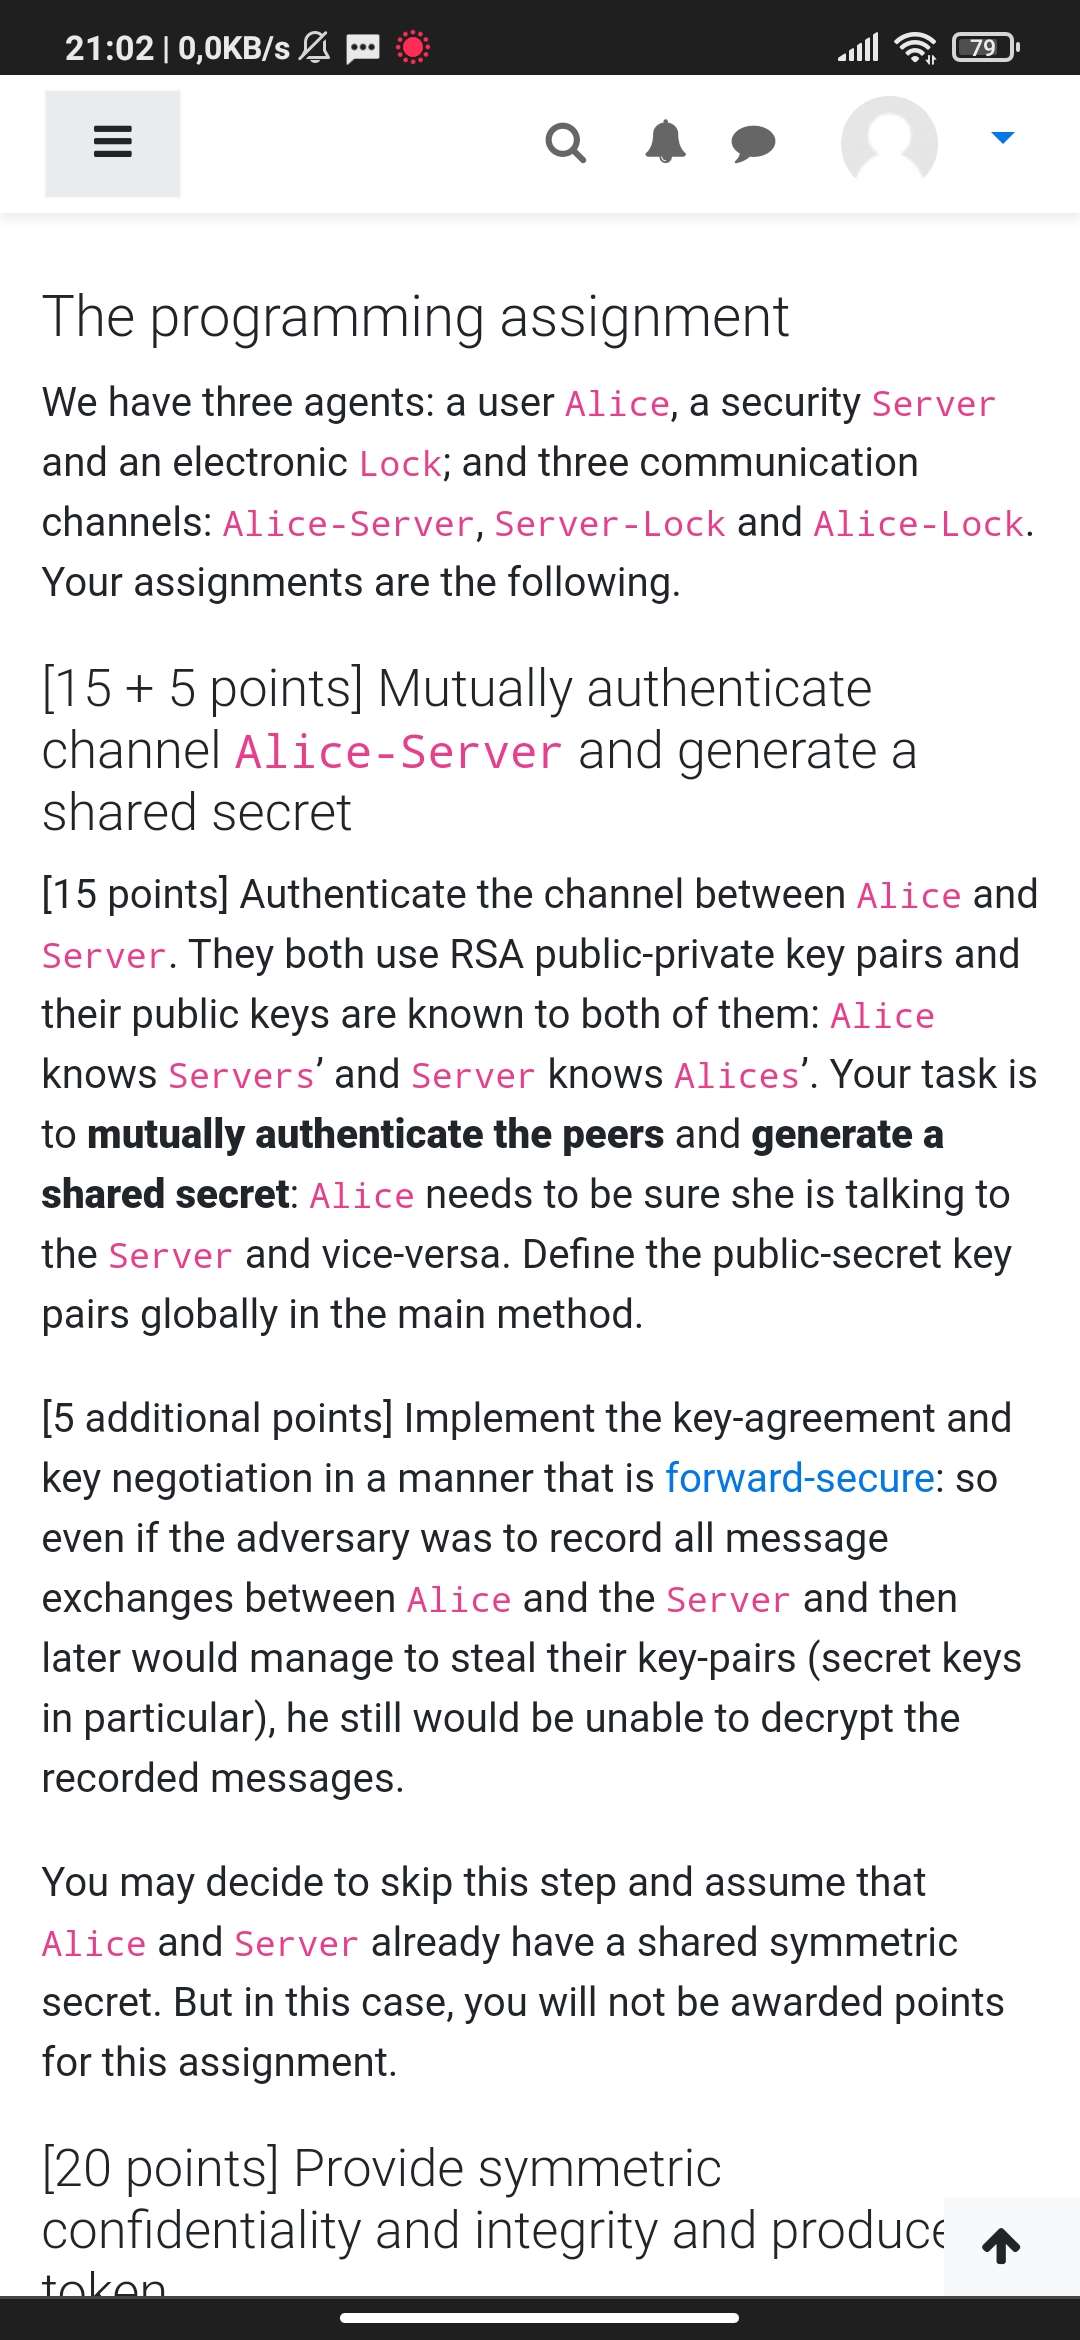 21:02 | 0,0KB/s
79
The programming assignment
We have three agents: a user Alice, a security Server
and an electronic Lock; and three communication
channels: Alice-Server, Server-Lock and Alice-Lock.
Your assignments are the following.
[15 + 5 points] Mutually authenticate
channel Alice-Server and generate a
shared secret
[15 points] Authenticate the channel between Alice and
Server. They both use RSA public-private key pairs and
their public keys are known to both of them: Alice
knows Servers’ and Server knows Alices’. Your task is
to mutually authenticate the peers and generate a
shared secret: Alice needs to be sure she is talking to
the Server and vice-versa. Define the public-secret key
pairs globally in the main method.
[5 additional points] Implement the key-agreement and
key negotiation in a manner that is forward-secure: so
even if the adversary was to record all message
exchanges between Alice and the Server and then
later would manage to steal their key-pairs (secret keys
in particular), he still would be unable to decrypt the
recorded messages.
You may decide to skip this step and assume that
Alice and Server already have a shared symmetric
secret. But in this case, you will not be awarded points
for this assignment.
[20 points] Provide symmetric
confidentiality and integrity and produce
token